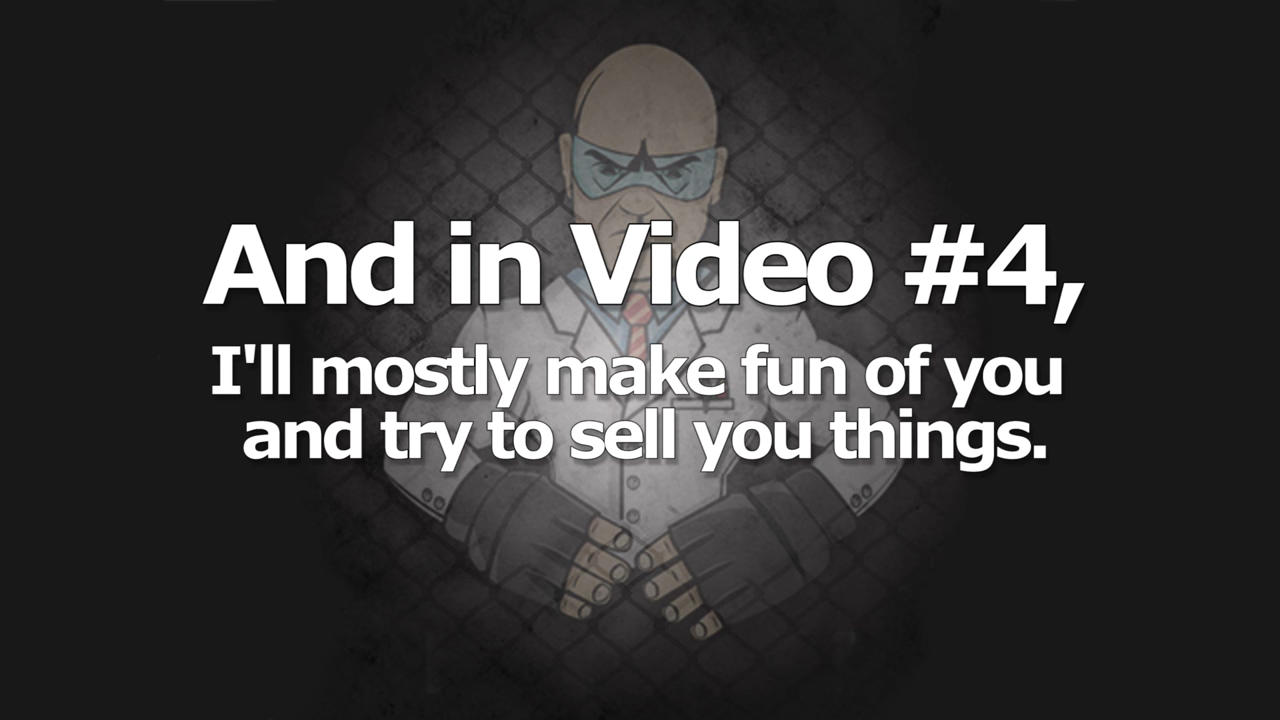 And in Video #4,
I'll mostly make fun of you
and try to sell you things.